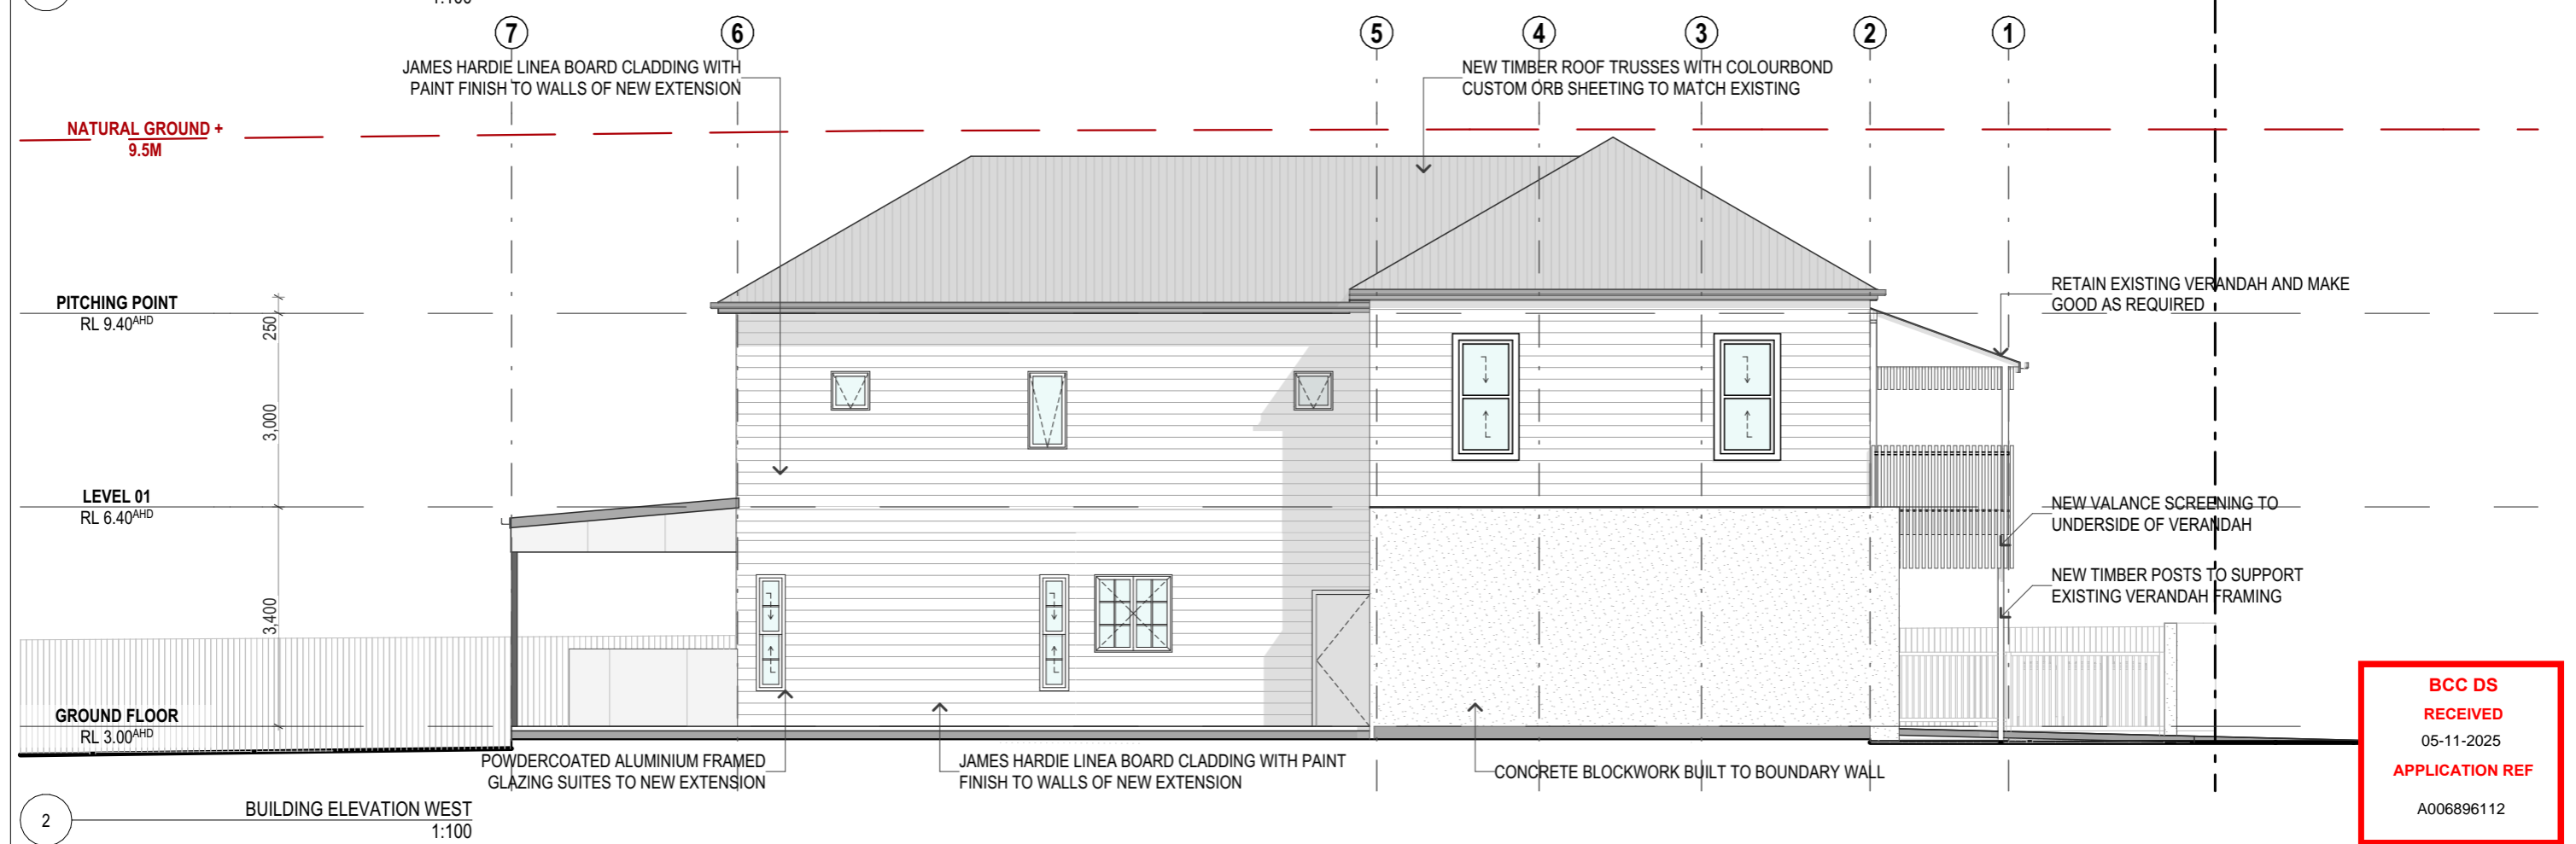 1:100
7
6
5
4
3
2
1
JAMES HARDIE LINEA BOARD CLADDING WITH
PAINT FINISH TO WALLS OF NEW EXTENSION
NEW TIMBER ROOF TRUSSES WITH COLOURBOND
CUSTOM ORB SHEETING TO MATCH EXISTING
NATURAL GROUND +
9.5M
PITCHING POINT
RL 9.40AHD
250
RETAIN EXISTING VERANDAH AND MAKE
GOOD AS REQUIRED
3,000
LEVEL 01
RL 6.40AHD
NEW VALANCE SCREENING TO
UNDERSIDE OF VERANDAH
NEW TIMBER POSTS TO SUPPORT
EXISTING VERANDAH FRAMING
3,400
GROUND FLOOR
RL 3.00AHD
POWDERCOATED ALUMINIUM FRAMED
GLAZING SUITES TO NEW EXTENSION
JAMES HARDIE LINEA BOARD CLADDING WITH PAINT
FINISH TO WALLS OF NEW EXTENSION
CONCRETE BLOCKWORK BUILT TO BOUNDARY WALL
BCC DS
RECEIVED
05-11-2025
APPLICATION REF
A006896112
2
BUILDING ELEVATION WEST
1:100